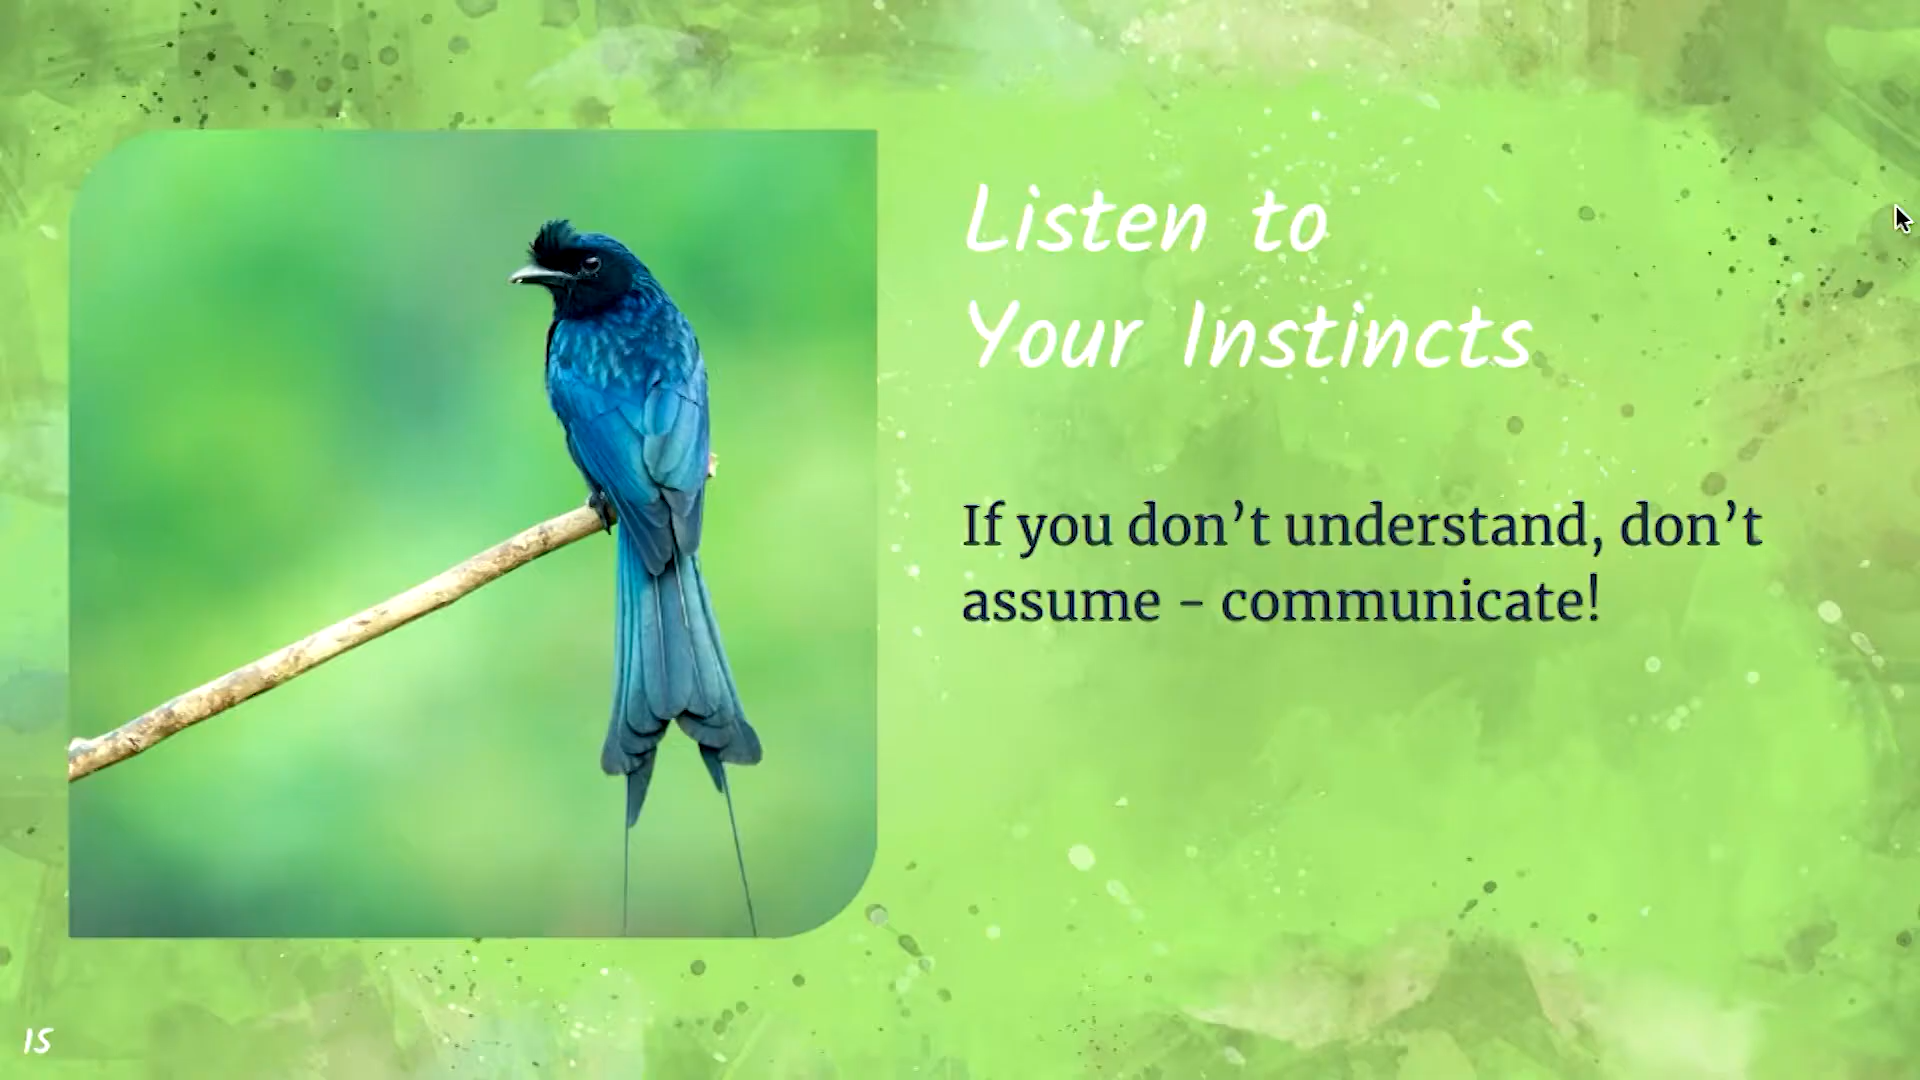 Listen to
Your Instincts
If you don’t understand, don’t
assume - communicate!
15